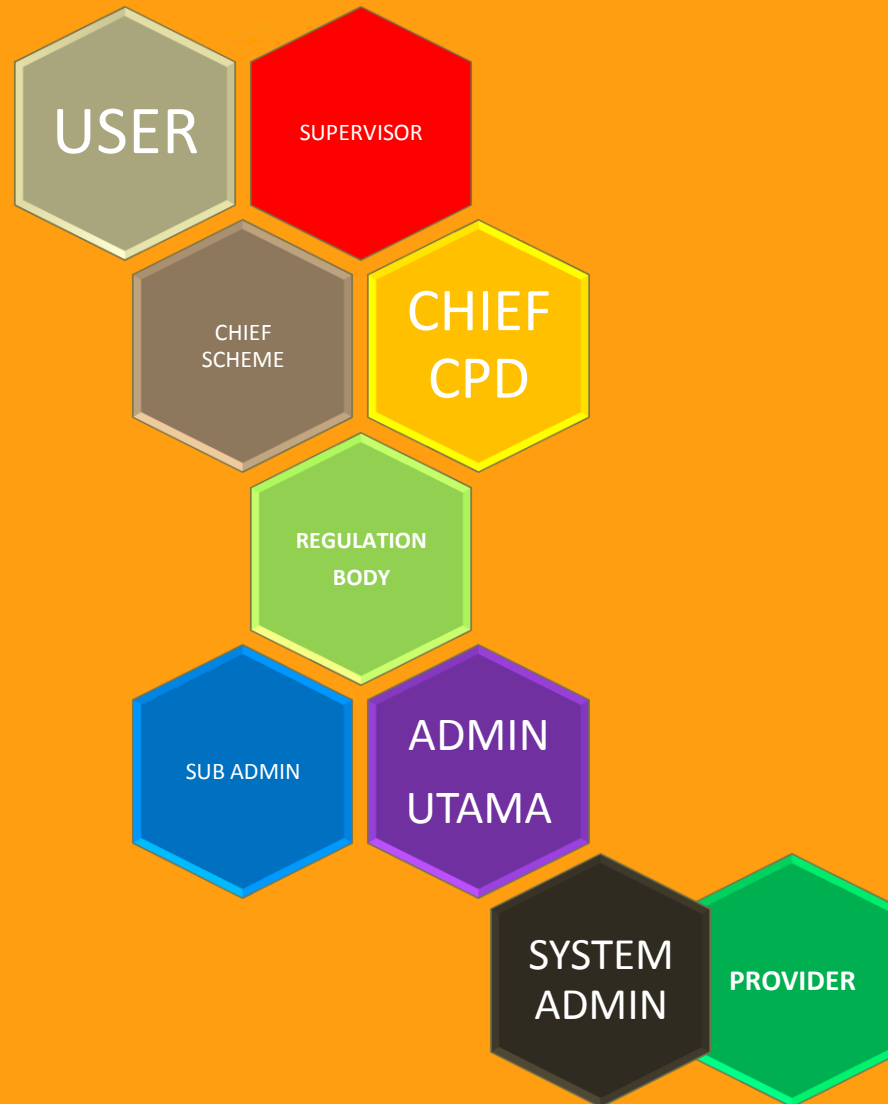 USER
SUPERVISOR
CHIEF
SCHEME
CHIEF
CPD
REGULATION
BODY
SUB ADMIN
ADMIN
UTAMA
SYSTEM
ADMIN
PROVIDER